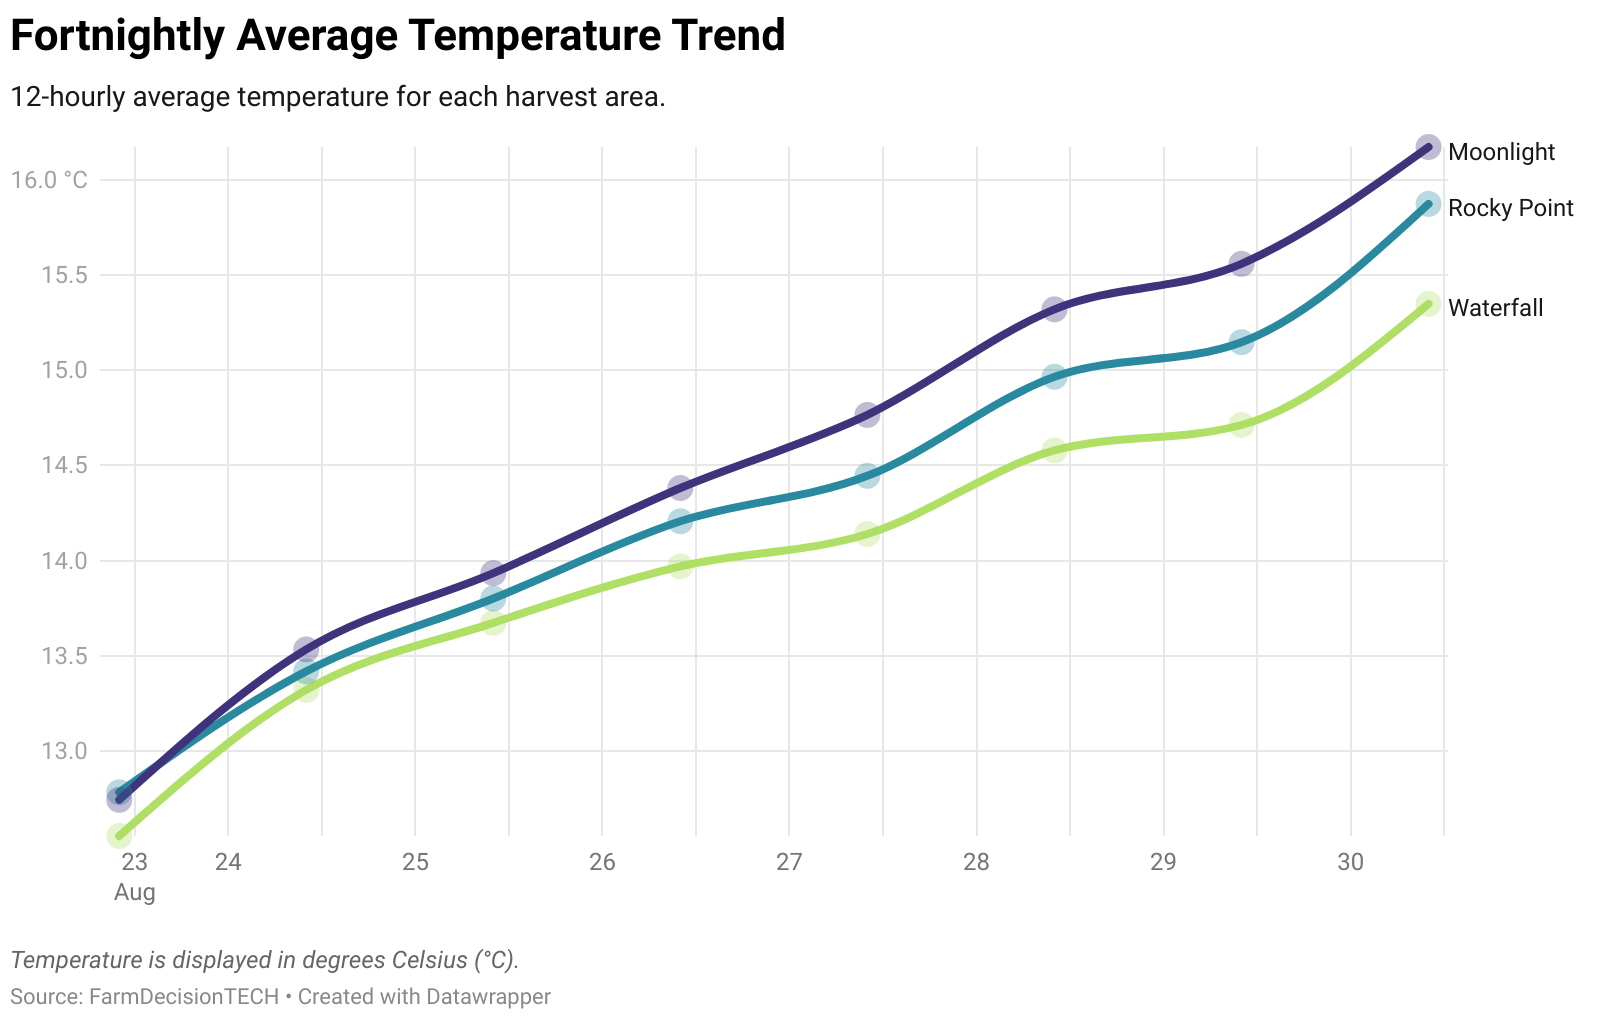 Fortnightly Average Temperature Trend
12-hourly average temperature for each harvest area.
Moonlight
16.0 °C
Rocky Point
15.5
Waterfall
15.0
14.5
14.0
13.5
13.0
23 24 25 26 27 28 29 30
Aug
Temperature is displayed in degrees Celsius (°C).
Source: FarmDecisionTECH • Created with Datawrapper